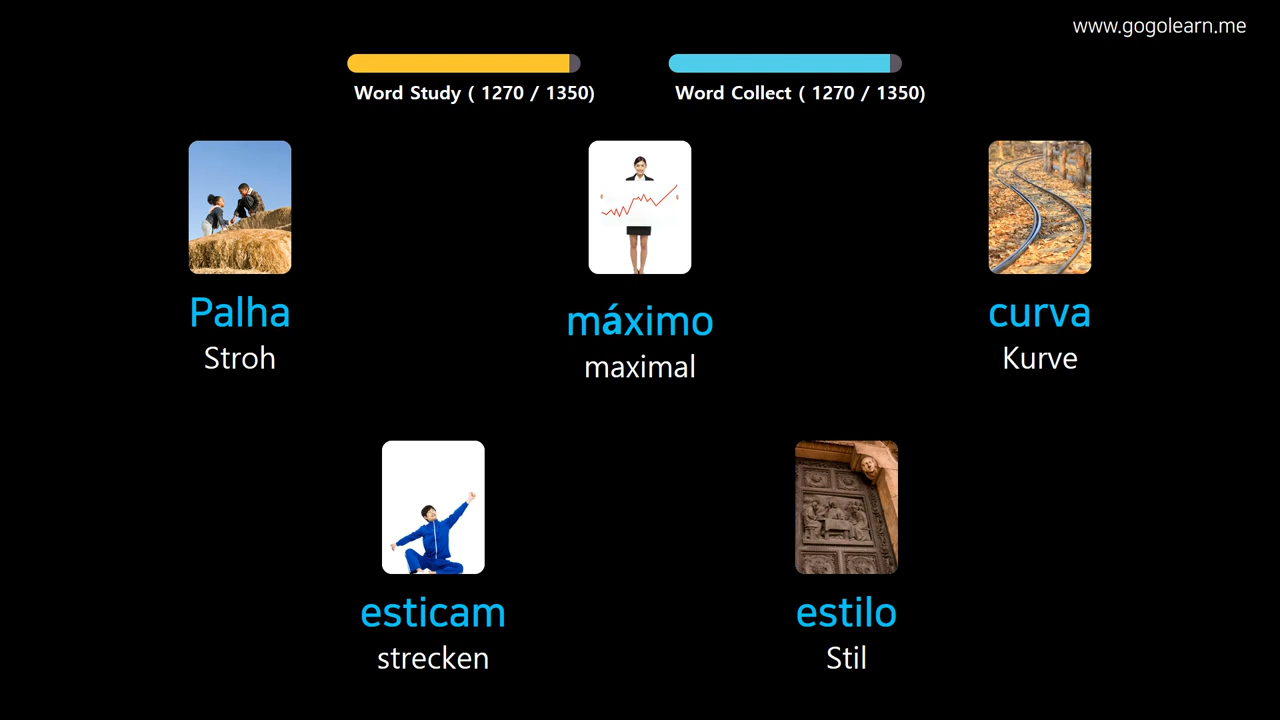 www.gogolearn.me
Word Study ( 1270 / 1350)
Word Collect ( 1270 / 1350)
Palha
Stroh
máximo
maximal
curva
Kurve
esticam
strecken
estilo
Stil